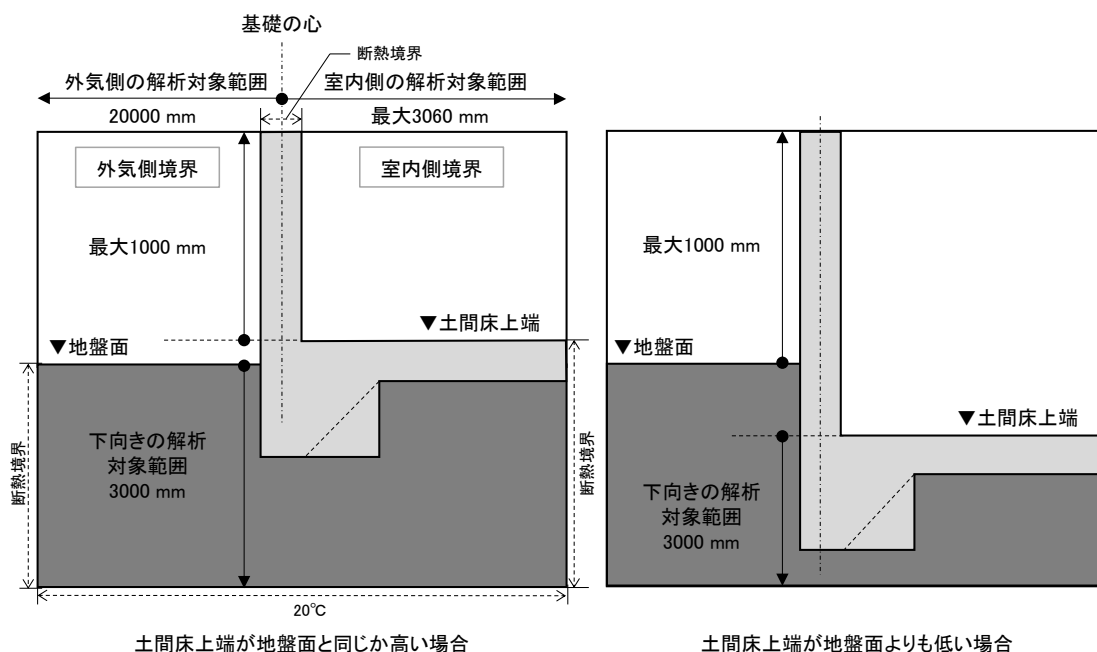 基礎の心
断熱境界
外気側の解析対象範囲
室内側の解析対象範囲
20000 mm
最大3060 mm
外気側境界
室内側境界
最大1000 mm
▼土間床上端
▼地盤面
下向きの解析
対象範囲
3000 mm
断熱境界
断熱境界
20℃
土間床上端が地盤面と同じか高い場合
最大1000 mm
▼地盤面
▼土間床上端
下向きの解析
対象範囲
3000 mm
土間床上端が地盤面よりも低い場合